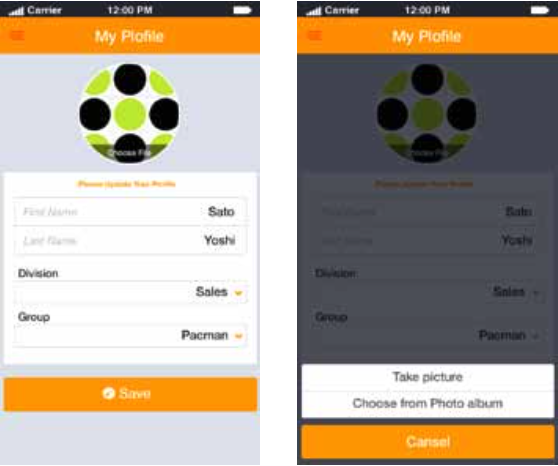 Carrier 12:00 PM
My Plofile
Choose File
Please Update Your Profile
First Name Sato
Last Name Yoshi
Division
Sales
Group
Pacman
Save
Carrier 12:00 PM
My Plofile
Choose File
Please Update Your Profile
First Name Sato
Last Name Yoshi
Division
Sales
Group
Pacman
Take picture
Choose from Photo album
Cansel